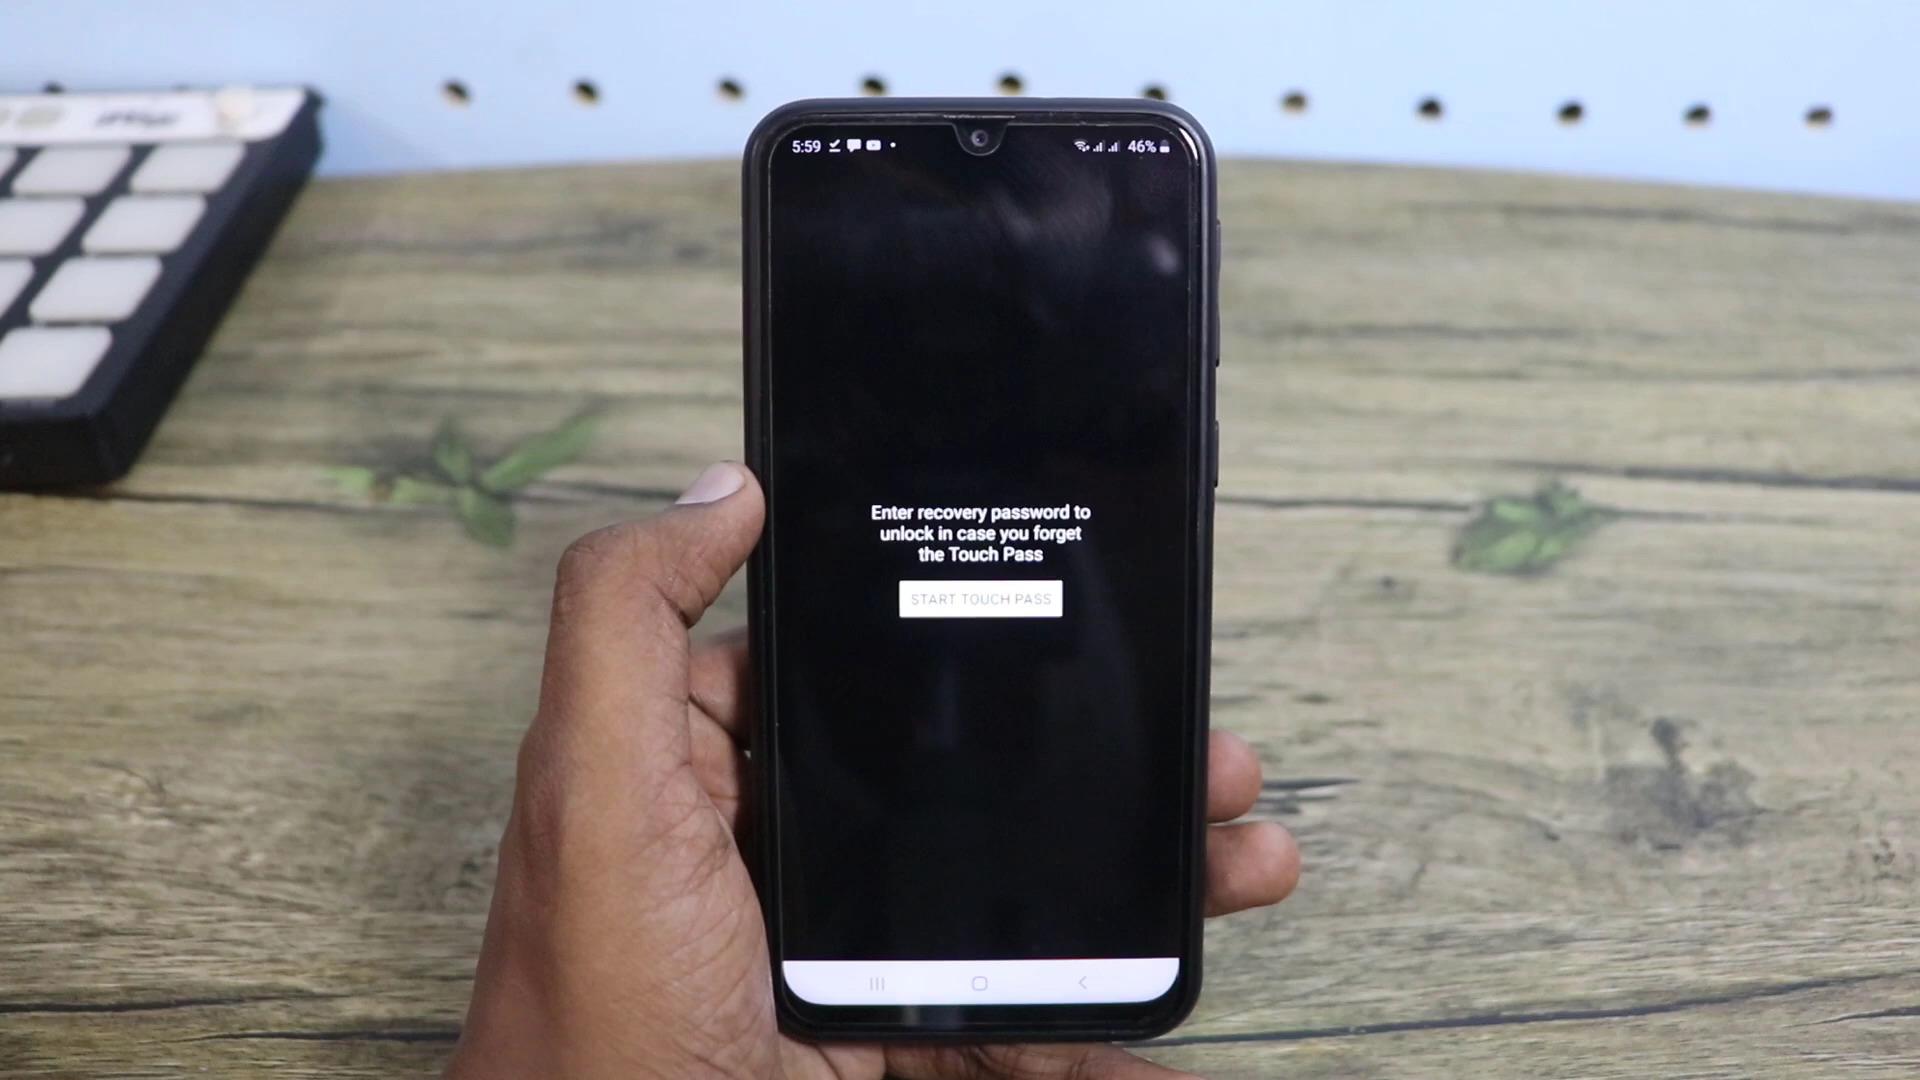 5:59 46%
Enter recovery password to
unlock in case you forget
the Touch Pass
START TOUCH PASS